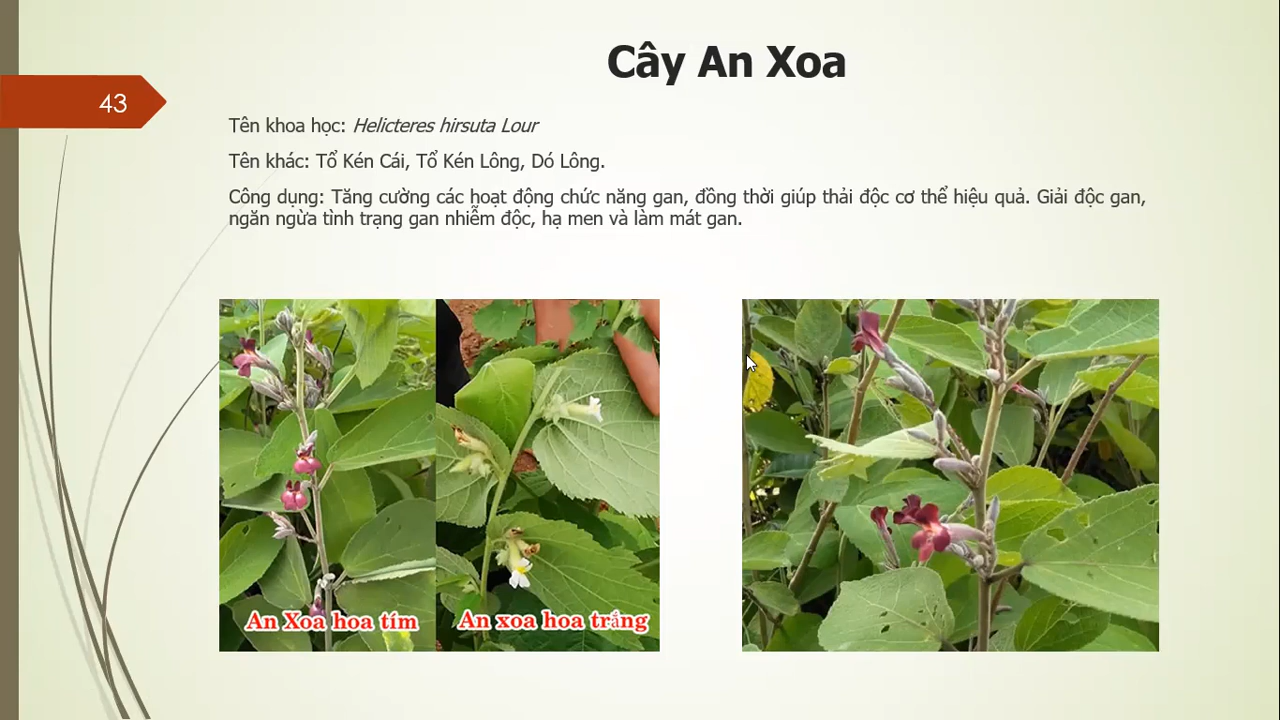 Cây An Xoa
43
Tên khoa học: Helicteres hirsuta Lour
Tên khác: Tổ Kén Cái, Tổ Kén Lông, Dó Lông.
Công dụng: Tăng cường các hoạt động chức năng gan, đồng thời giúp thải độc cơ thể hiệu quả. Giải độc gan,
ngăn ngừa tình trạng gan nhiễm độc, hạ men và làm mát gan.
An Xoa hoa tím
An xoa hoa trắng